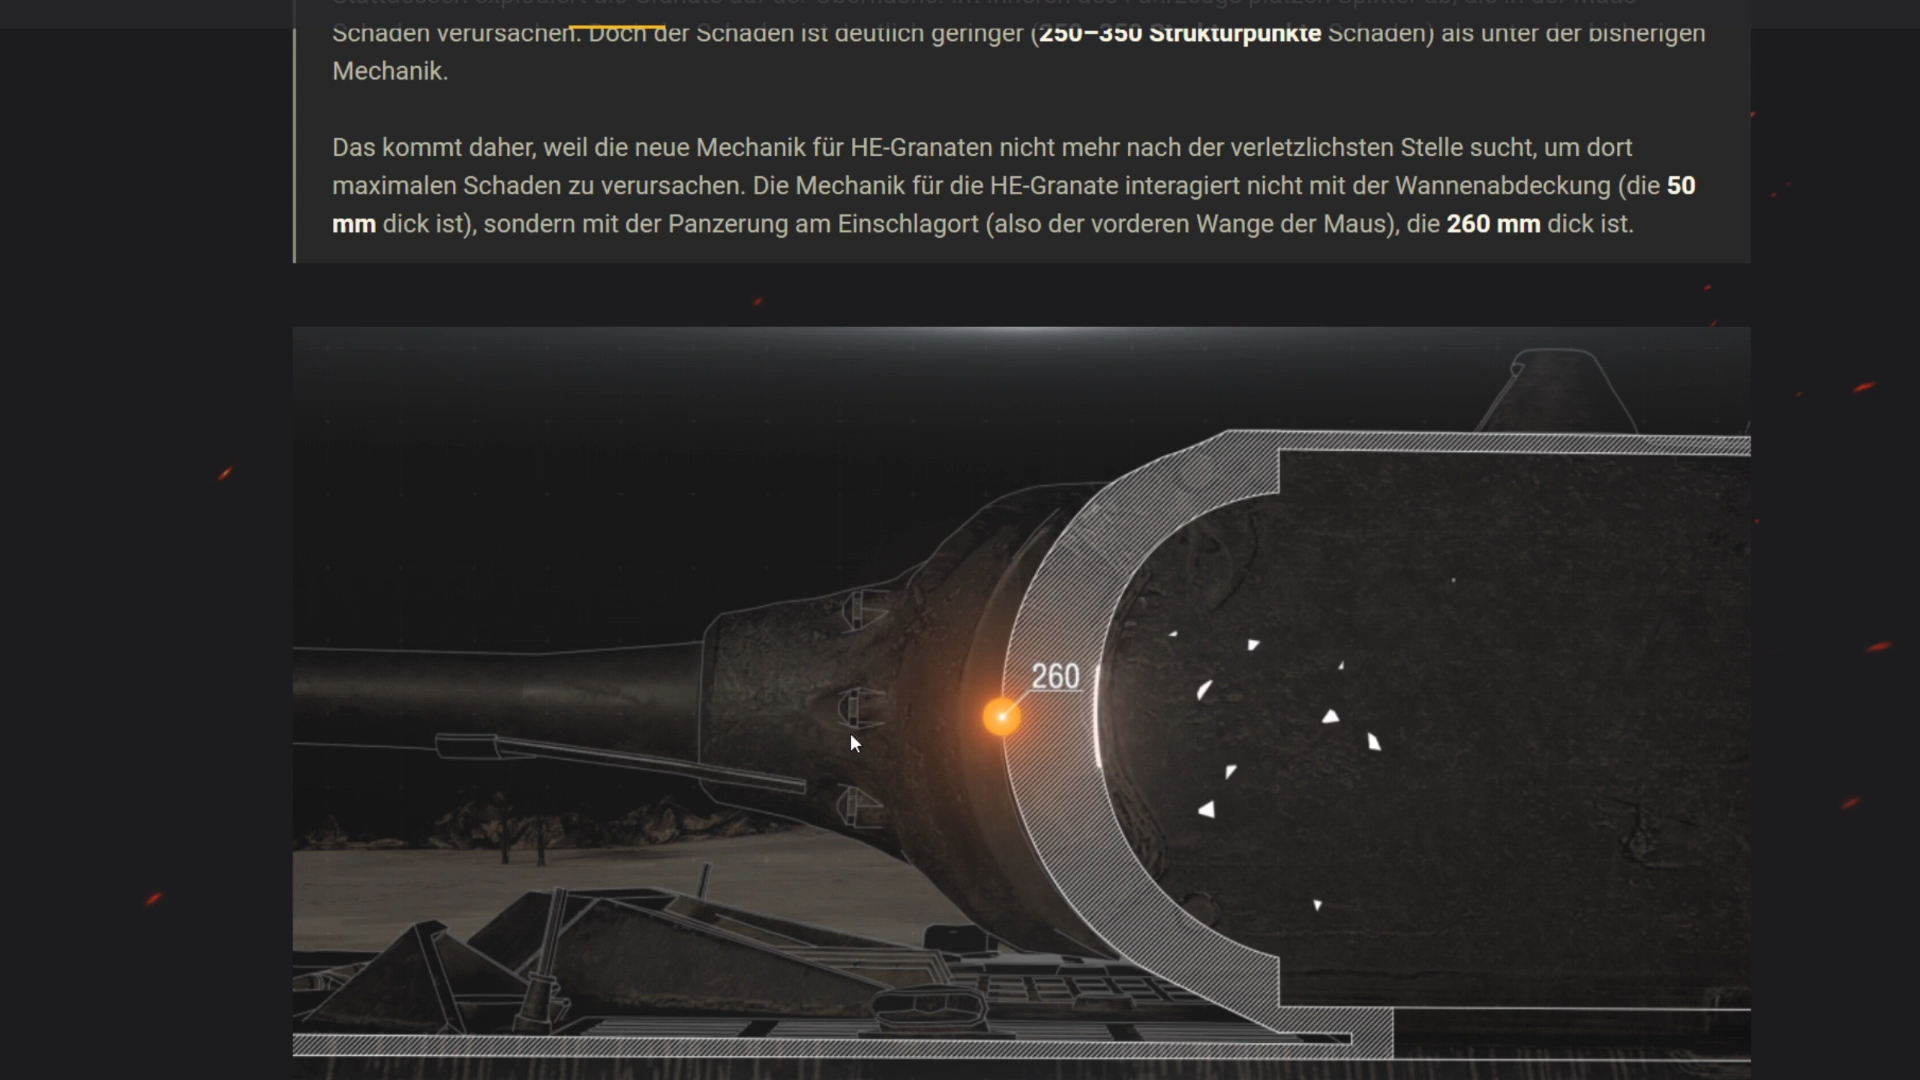 Schaden verursachen. Doch der Schaden ist deutlich geringer (250–350 Strukturpunkte Schaden) als unter der bisherigen
Mechanik.
Das kommt daher, weil die neue Mechanik für HE-Granaten nicht mehr nach der verletzlichsten Stelle sucht, um dort
maximalen Schaden zu verursachen. Die Mechanik für die HE-Granate interagiert nicht mit der Wannenabdeckung (die 50
mm dick ist), sondern mit der Panzerung am Einschlagort (also der vorderen Wange der Maus), die 260 mm dick ist.
260